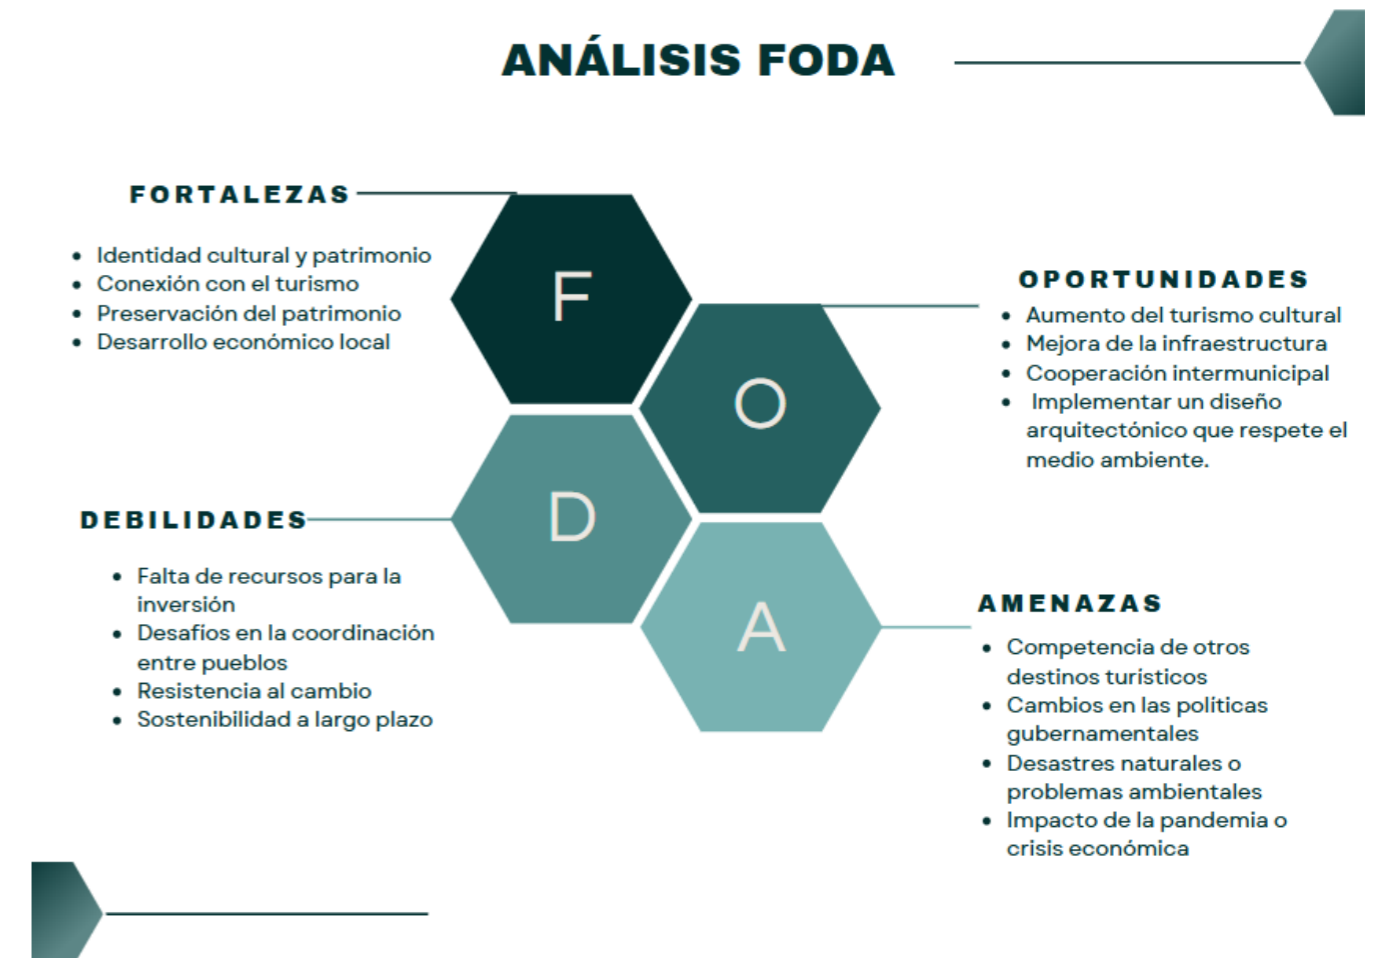 ANÁLISIS FODA
FORTALEZAS
Identidad cultural y patrimonio
Conexión con el turismo
Preservación del patrimonio
Desarrollo económico local
F
OPORTUNIDADES
Aumento del turismo cultural
Mejora de la infraestructura
Cooperación intermunicipal
Implementar un diseño
arquitectónico que respete el
medio ambiente.
O
DEBILIDADES
Falta de recursos para la
inversión
Desafíos en la coordinación
entre pueblos
Resistencia al cambio
Sostenibilidad a largo plazo
D
AMENAZAS
Competencia de otros
destinos turísticos
Cambios en las políticas
gubernamentales
Desastres naturales o
problemas ambientales
Impacto de la pandemia o
crisis económica
A